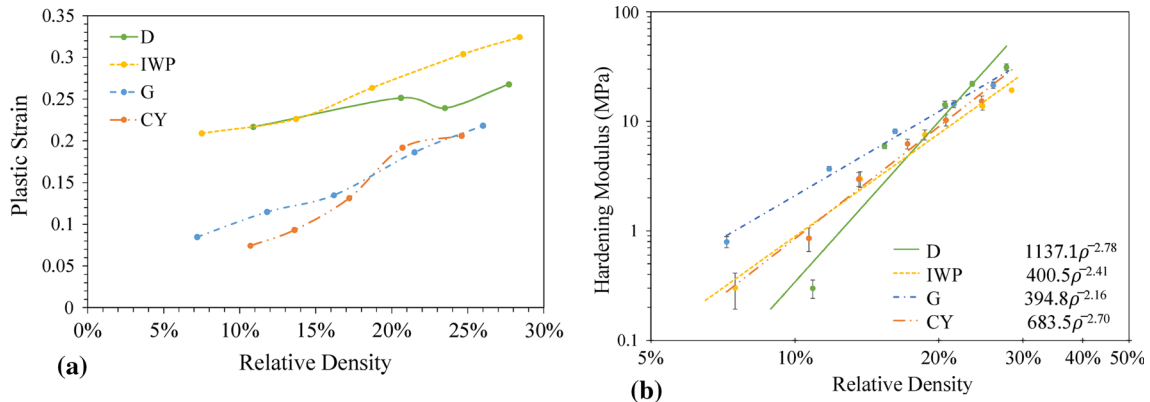 0.35
0.3
0.25
0.2
0.15
0.1
0.05
0
Plastic Strain
D
IWP
G
CY
0%
5%
10%
15%
20%
25%
30%
Relative Density
(a)
100
10
1
0.1
Hardening Modulus (MPa)
D 1137.1ρ^-2.78
IWP 400.5ρ^-2.41
G 394.8ρ^-2.16
CY 683.5ρ^-2.70
5%
10%
20%
30%
40%
50%
Relative Density
(b)